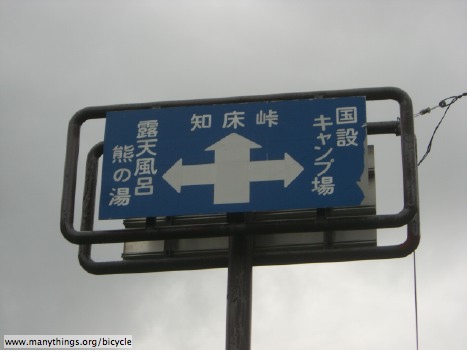 知床峠
国設
キャンプ場
露天風呂
熊の湯
www.manythings.org/bicycle